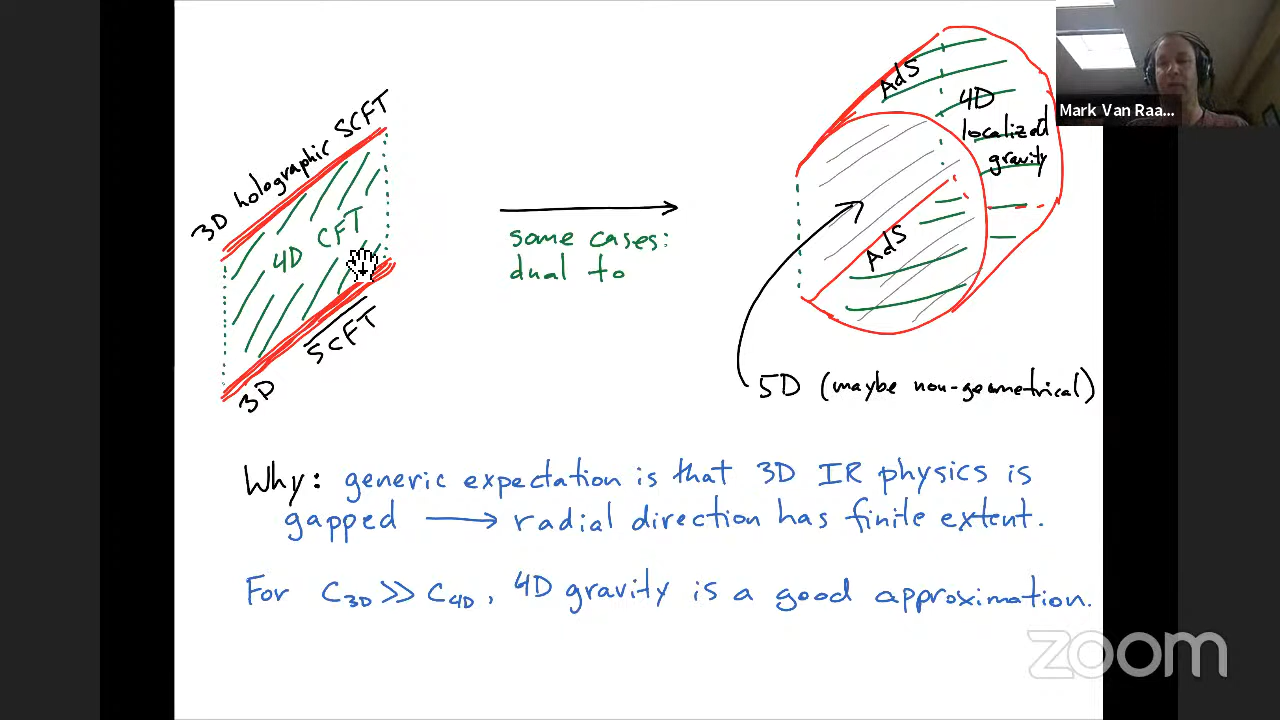 3D holographic SCFT
4D CFT
3D SCFT
some cases:
dual to
AdS
4D
localized
gravity
AdS
5D (maybe non-geometrical)
Mark Van Raa...
Why: generic expectation is that 3D IR physics is
gapped → radial direction has finite extent.
For C3D >> C4D, 4D gravity is a good approximation.
zoom